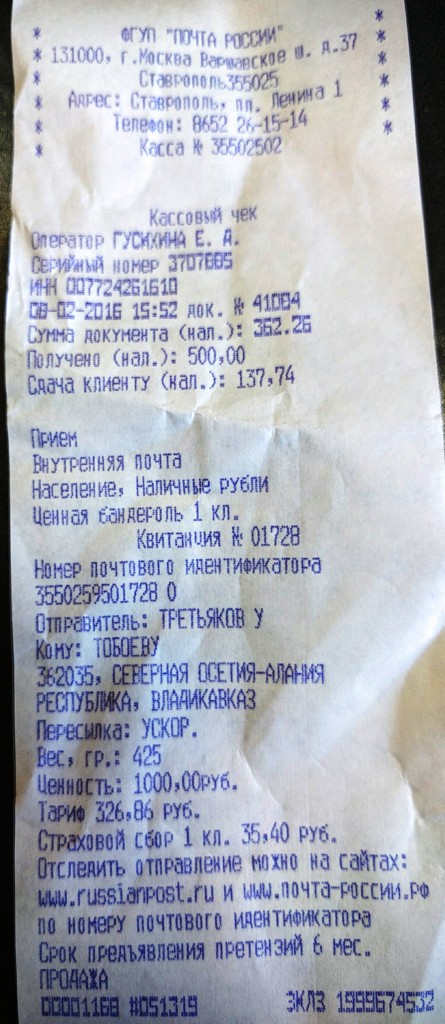 * ФГУП "ПОЧТА РОССИИ" *
* 131000, г.Москва Варшавское ш. д.37 *
* Ставрополь355025 *
* Адрес: Ставрополь, пл. Ленина 1 *
* Телефон: 8652 26-15-14 *
* Касса № 35502502 *
Кассовый чек
Оператор ГУСИХИНА Е. А.
Серийный номер 3707685
ИНН 007724261610
08-02-2016 15:52 док. № 41084
Сумма документа (нал.): 362.26
Получено (нал.): 500,00
Сдача клиенту (нал.): 137,74
Прием
Внутренняя почта
Население, Наличные рубли
Ценная бандероль 1 кл.
Квитанция № 01728
Номер почтового идентификатора
3550259501728 0
Отправитель: ТРЕТЬЯКОВ У
Кому: ТОБОЕВУ
362035, СЕВЕРНАЯ ОСЕТИЯ-АЛАНИЯ
РЕСПУБЛИКА, ВЛАДИКАВКАЗ
Пересылка: УСКОР.
Вес, гр.: 425
Ценность: 1000,00руб.
Тариф 326,86 руб.
Страховой сбор 1 кл. 35,40 руб.
Отследить отправление можно на сайтах:
www.russianpost.ru и www.почта-россии.рф
по номеру почтового идентификатора
Срок предъявления претензий 6 мес.
ПРОДАЖА
00001168 #051319 ЭКЛЗ 1999674532